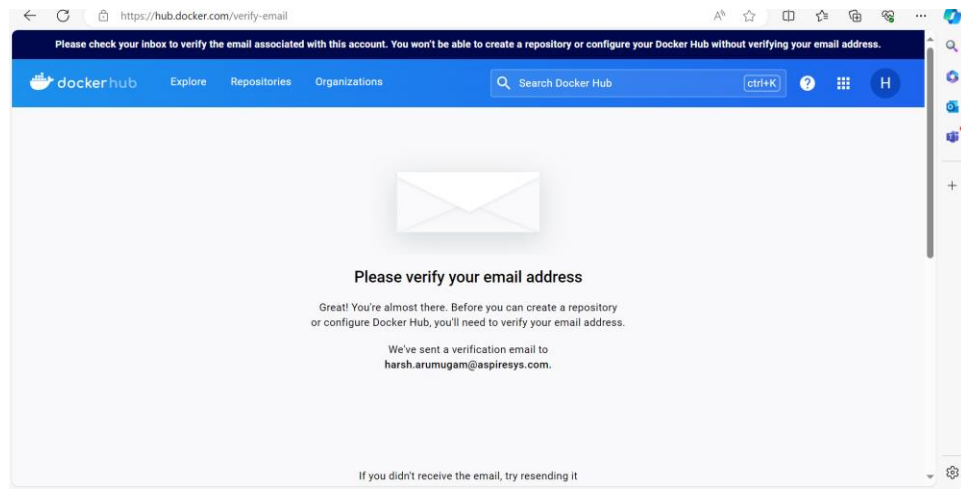 https://hub.docker.com/verify-email
Please check your inbox to verify the email associated with this account. You won't be able to create a repository or configure your Docker Hub without verifying your email address.
dockerhub Explore Repositories Organizations Search Docker Hub ctrl+K ? H
Please verify your email address
Great! You're almost there. Before you can create a repository
or configure Docker Hub, you'll need to verify your email address.
We've sent a verification email to
harsh.arumugam@aspiresys.com.
If you didn't receive the email, try resending it